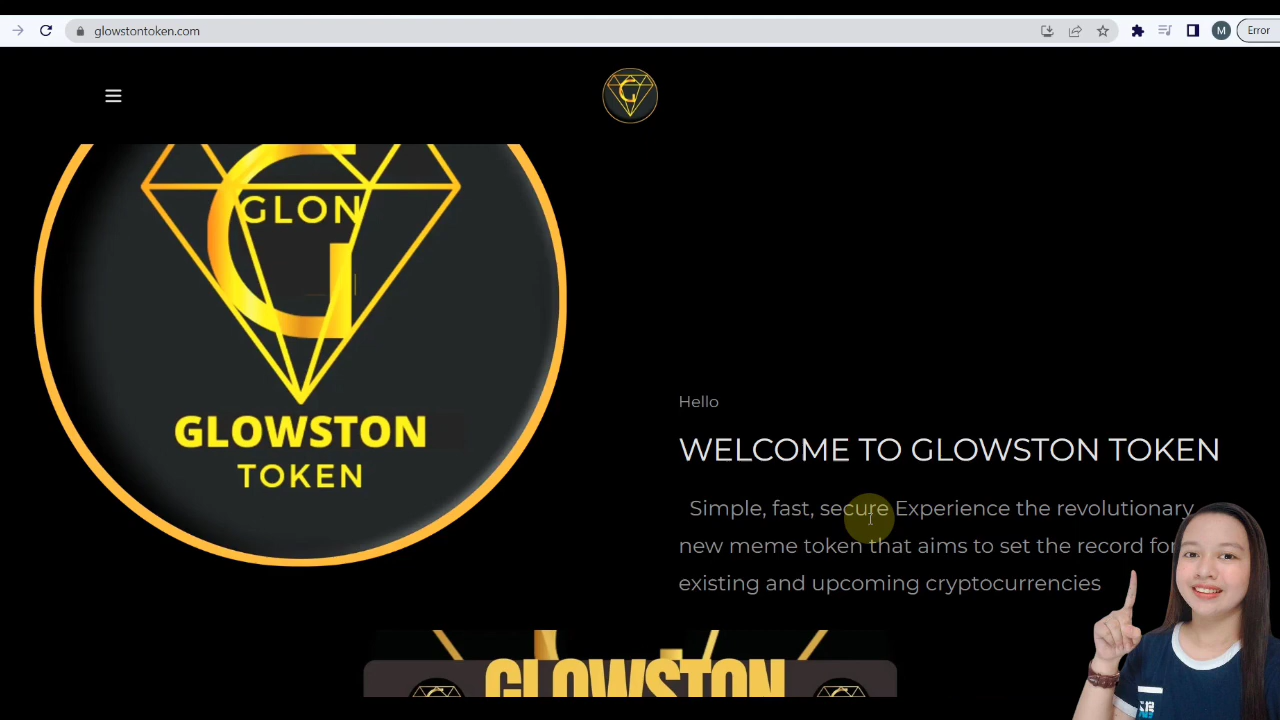 glowstontoken.com
M
Error
G
GLON
G
GLOWSTON
TOKEN
Hello
WELCOME TO GLOWSTON TOKEN
Simple, fast, secure Experience the revolutionary
new meme token that aims to set the record for
existing and upcoming cryptocurrencies
GLOWSTON